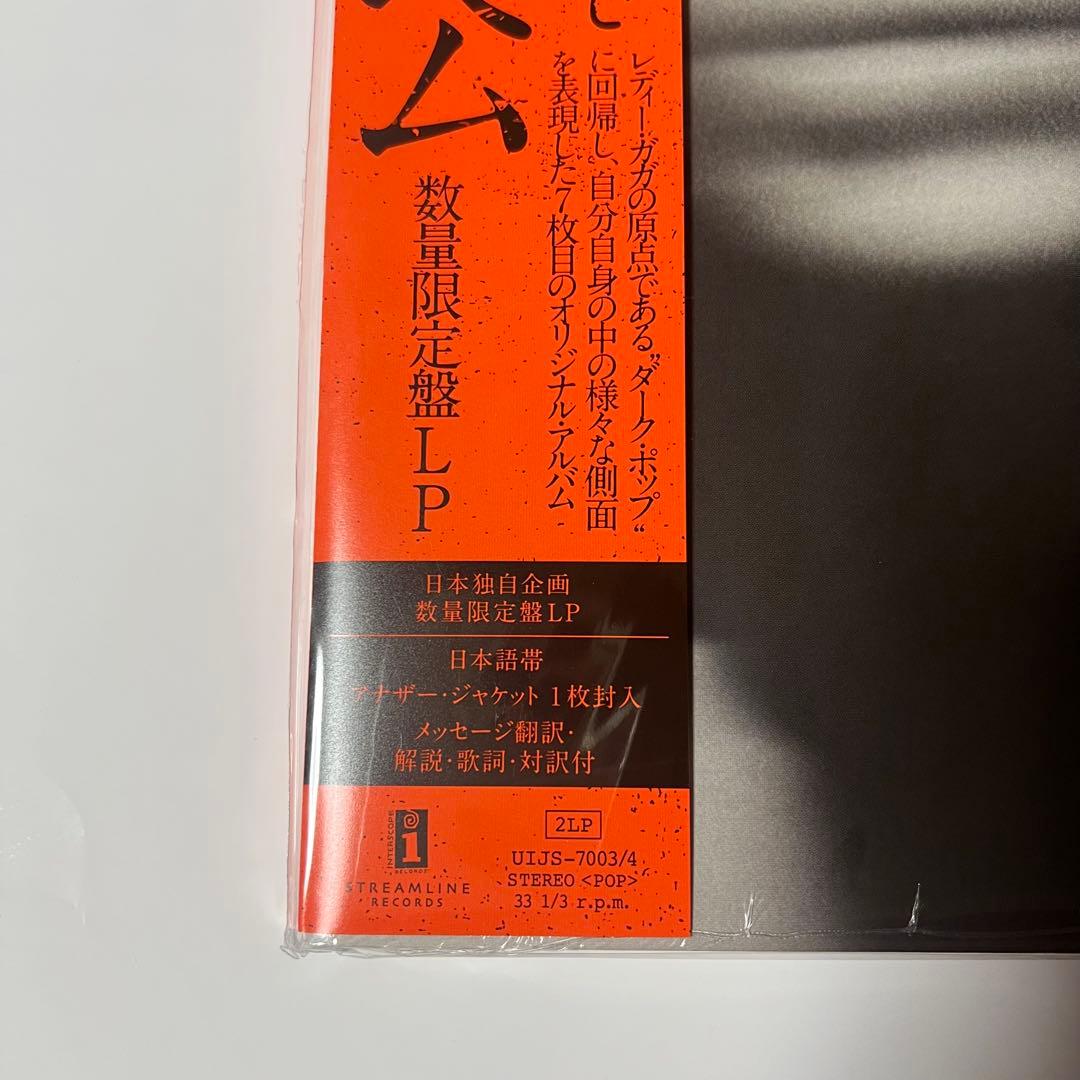 ム
レディー・ガガの原点である”ダーク・ポップ“
に回帰し、自分自身の中の様々な側面
を表現した7枚目のオリジナル・アルバム
数量限定盤LP
日本独自企画
数量限定盤LP
日本語帯
アナザー・ジャケット 1枚封入
メッセージ翻訳・
解説・歌詞・対訳付
INTERSCOPE
RECORDS
STREAMLINE
RECORDS
2LP
UIJS-7003/4
STEREO <POP>
33 1/3 r.p.m.